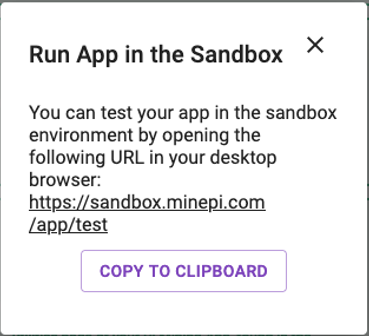 Run App in the Sandbox
You can test your app in the sandbox
environment by opening the
following URL in your desktop
browser:
https://sandbox.minepi.com
/app/test
COPY TO CLIPBOARD